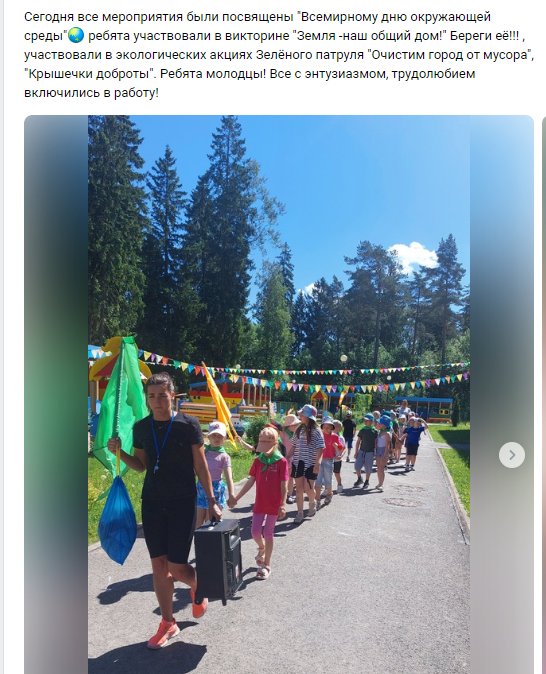 Сегодня все мероприятия были посвящены "Всемирному дню окружающей
среды"🌏 ребята участвовали в викторине "Земля -наш общий дом!" Береги её!!! ,
участвовали в экологических акциях Зелёного патруля "Очистим город от мусора",
"Крышечки доброты". Ребята молодцы! Все с энтузиазмом, трудолюбием
включились в работу!